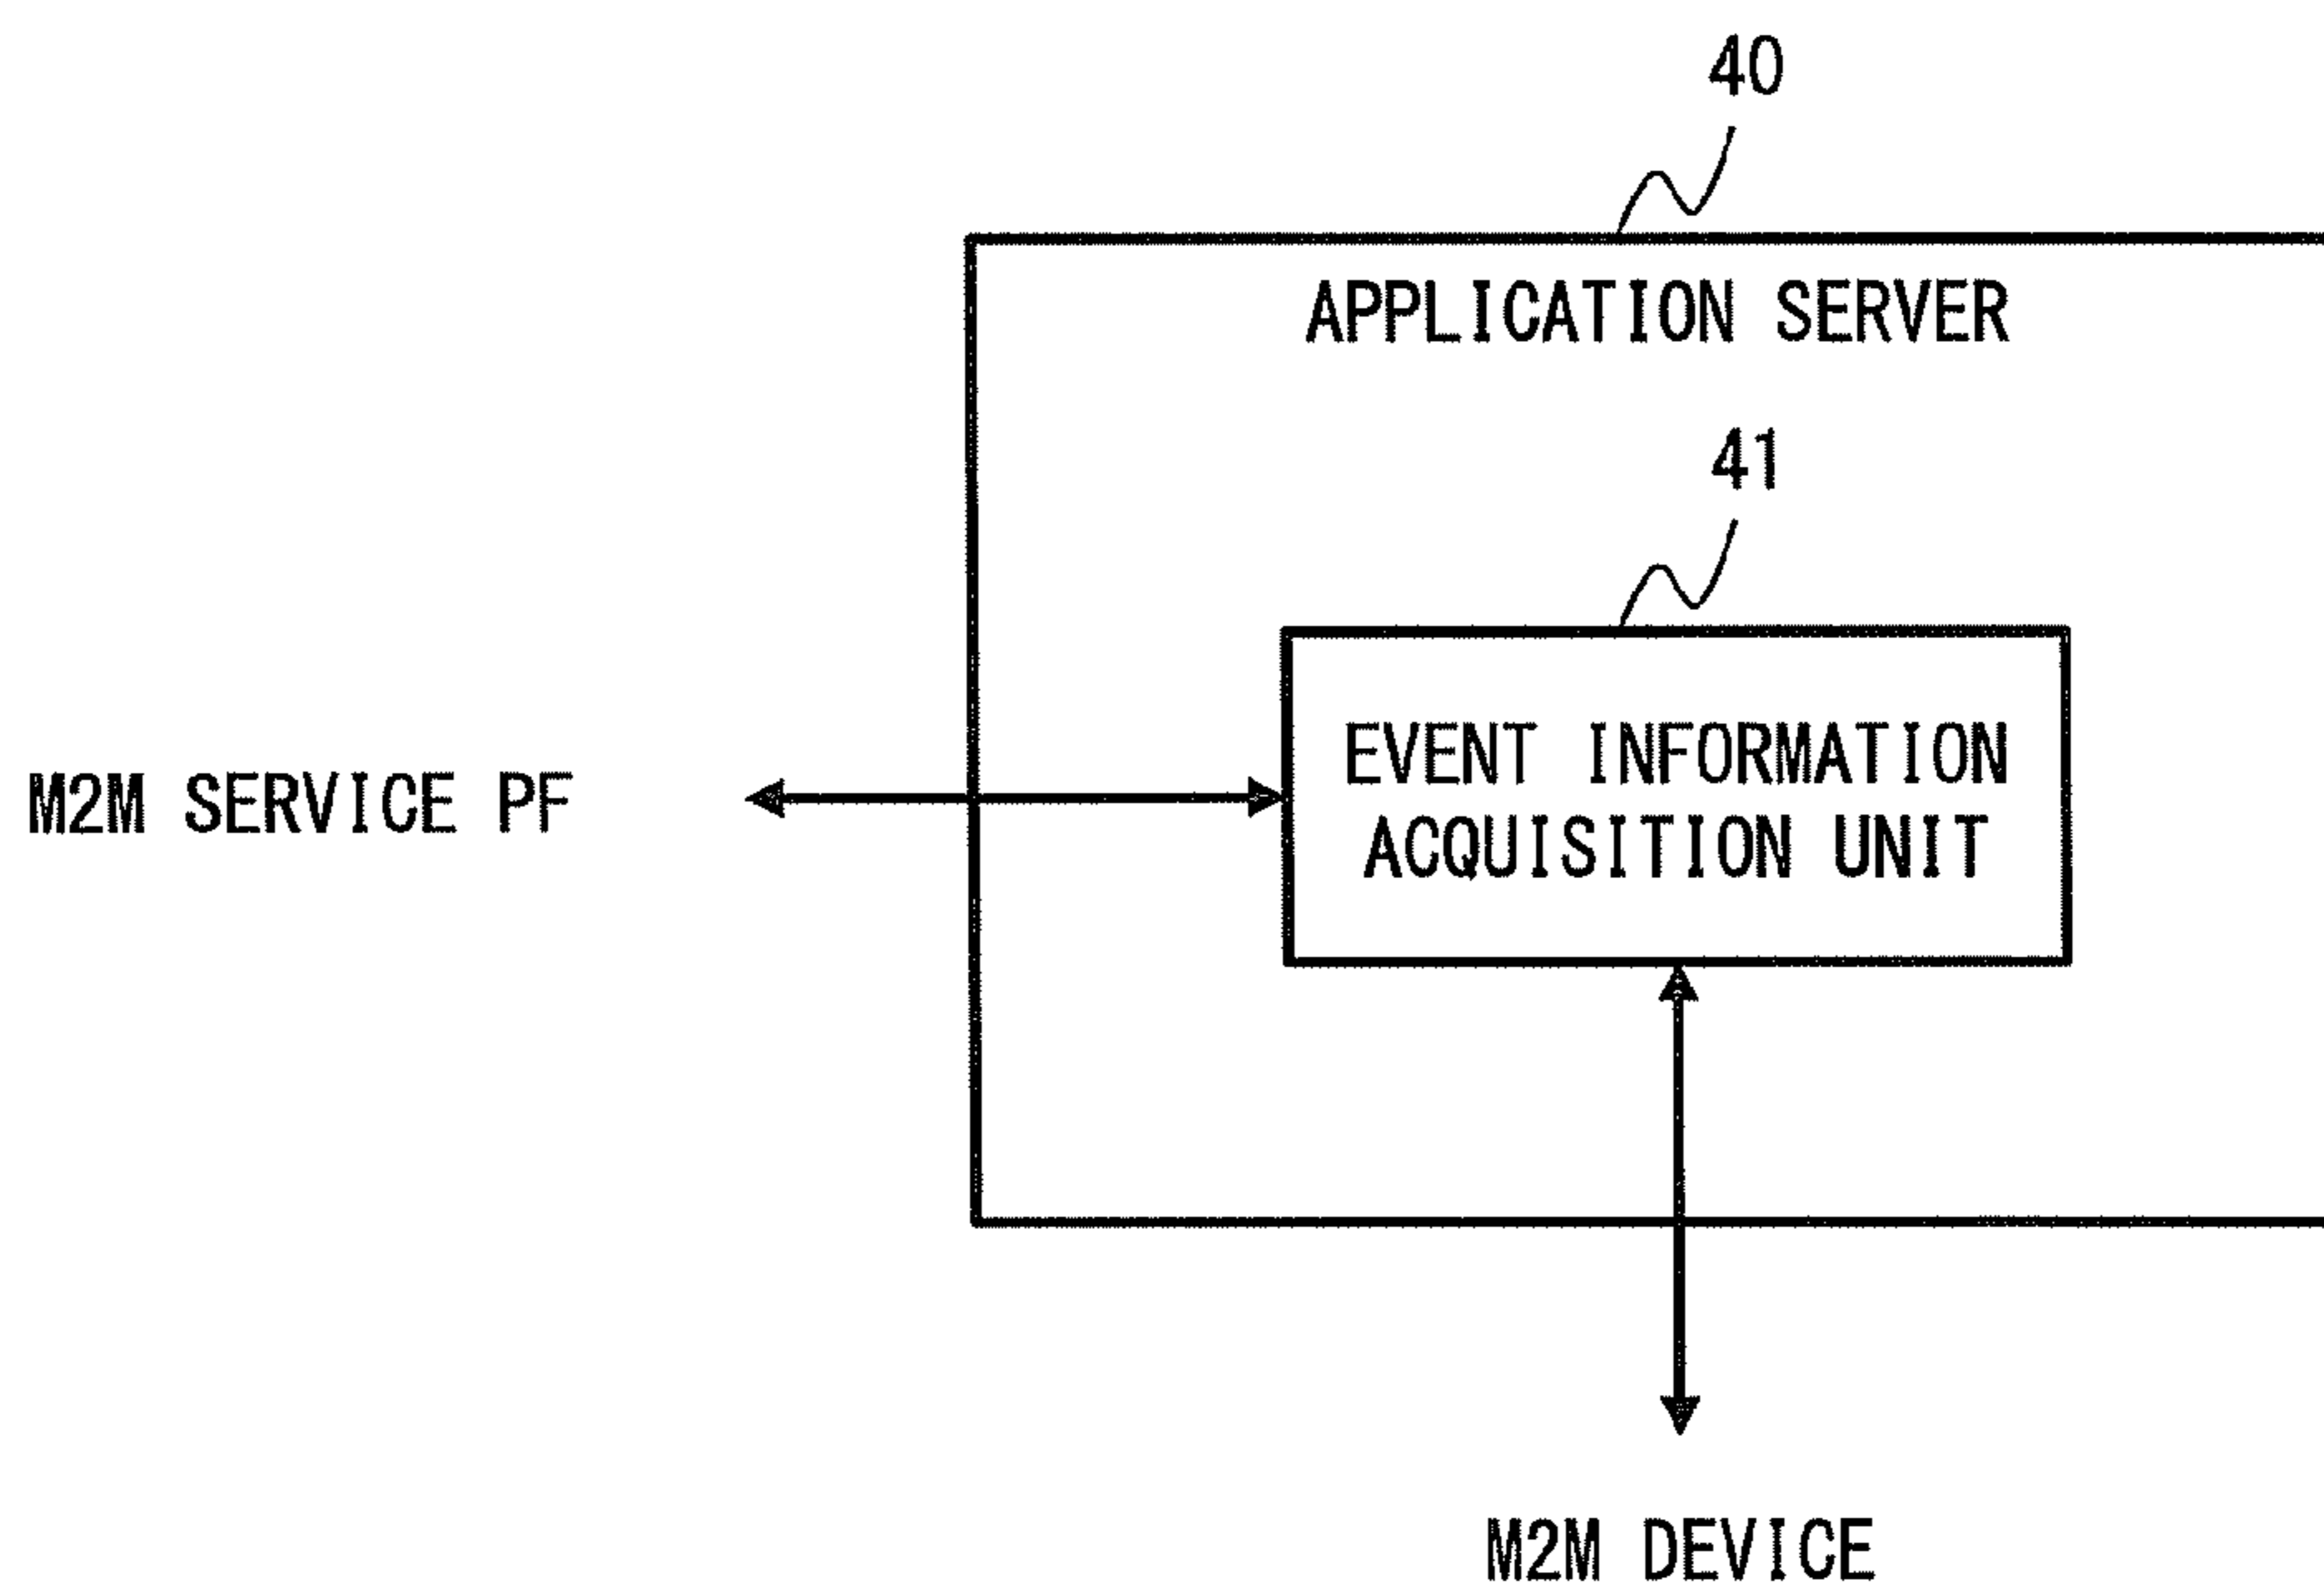 40
APPLICATION SERVER
41
EVENT INFORMATION
ACQUISITION UNIT
M2M SERVICE PF
M2M DEVICE